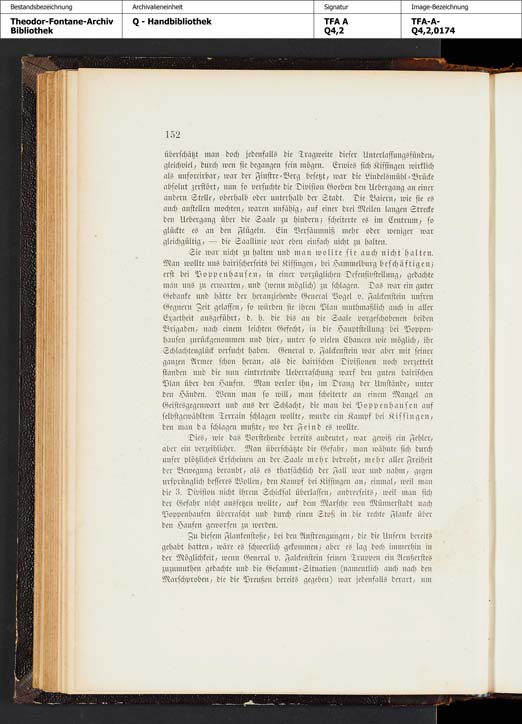 Bestandsbezeichnung
Archivalieneinheit
Signatur
Image-Bezeichnung
Theodor-Fontane-Archiv
Bibliothek
Q - Handbibliothek
TFA A
Q4,2
TFA-A-
Q4,2,0174
152
überschätzt man doch jedenfalls die Tragweite dieser Unterlassungssünden,
gleichviel, durch wen sie begangen sein mögen. Erwies sich Kissingen wirklich
als unforcirbar, war der Finstre-Berg besetzt, war die Lindelsmühl-Brücke
absolut zerstört, nun so versuchte die Division Goeben den Uebergang an einer
andern Stelle, oberhalb oder unterhalb der Stadt. Die Baiern, wie sie es
auch anstellen mochten, waren unfähig, auf einer drei Meilen langen Strecke
den Uebergang über die Saale zu hindern; scheiterte es im Centrum, so
glückte es an den Flügeln. Ein Versäumniß mehr oder weniger war
gleichgültig, — die Saallinie war eben einfach nicht zu halten.
Sie war nicht zu halten und man wollte sie auch nicht halten.
Man wollte uns bairischerseits bei Kissingen, bei Hammelburg beschäftigen;
erst bei Poppenhausen, in einer vorzüglichen Defensivstellung, gedachte
man uns zu erwarten, und (wenn möglich) zu schlagen. Das war ein guter
Gedanke und hätte der heranziehende General Vogel v. Falckenstein unsren
Gegnern Zeit gelassen, so würden sie ihren Plan muthmaßlich auch in aller
Exactheit ausgeführt, d. h. die bis an die Saale vorgeschobenen beiden
Brigaden, nach einem leichten Gefecht, in die Hauptstellung bei Poppen-
hausen zurückgenommen und hier, unter so vielen Chancen wie möglich, ihr
Schlachtenglück versucht haben. General v. Falckenstein war aber mit seiner
ganzen Armee schon heran, als die bairischen Divisionen noch verzettelt
standen und die nun eintretende Ueberraschung warf den guten bairischen
Plan über den Haufen. Man verlor ihn, im Drang der Umstände, unter
den Händen. Wenn man so will, man scheiterte an einem Mangel an
Geistesgegenwart und aus der Schlacht, die man bei Poppenhausen auf
selbstgewähltem Terrain schlagen wollte, wurde ein Kampf bei Kissingen,
den man da schlagen mußte, wo der Feind es wollte.
Dies, wie das Vorstehende bereits andeutet, war gewiß ein Fehler,
aber ein verzeihlicher. Man überschätzte die Gefahr, man wähnte sich durch
unser plötzliches Erscheinen an der Saale mehr bedroht, mehr aller Freiheit
der Bewegung beraubt, als es thatsächlich der Fall war und nahm, gegen
ursprünglich besseres Wollen, den Kampf bei Kissingen an, einmal, weil man
die 3. Division nicht ihrem Schicksal überlassen, andrerseits, weil man sich
der Gefahr nicht aussetzen wollte, auf dem Marsche von Münnerstadt nach
Poppenhausen überrascht und durch einen Stoß in die rechte Flanke über
den Haufen geworfen zu werden.
Zu diesem Flankenstoße, bei den Anstrengungen, die die Unsern bereits
gehabt hatten, wäre es schwerlich gekommen; aber es lag doch immerhin in
der Möglichkeit, wenn General v. Falckenstein seinen Truppen ein Aeußerstes
zuzumuthen gedachte und die Gesammt-Situation (namentlich auch nach den
Marschproben, die die Preußen bereits gegeben) war jedenfalls derart, um